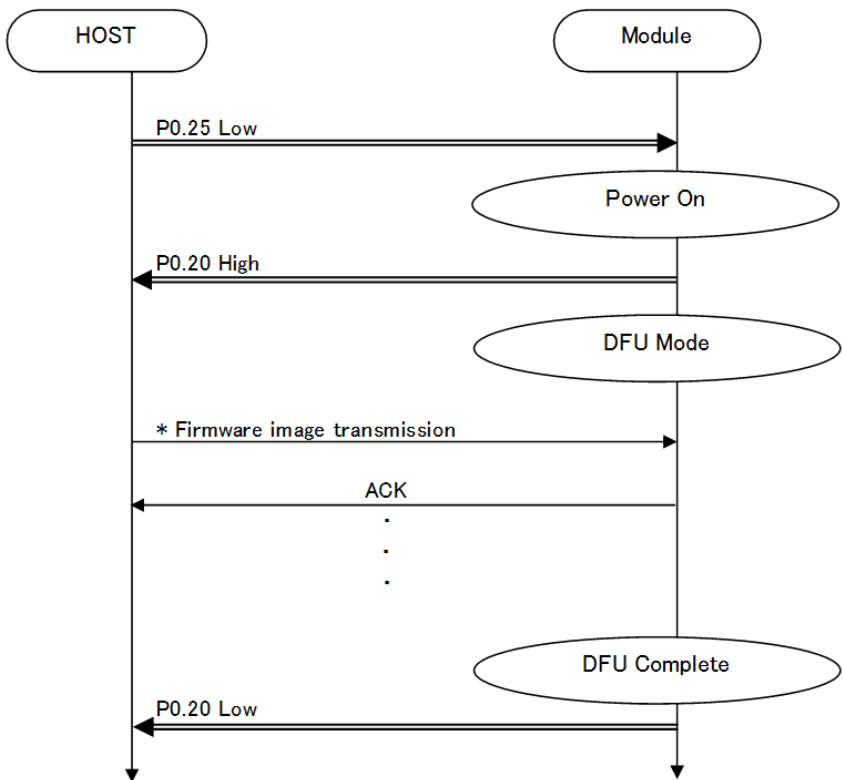 HOST
Module
P0.25 Low
Power On
P0.20 High
DFU Mode
* Firmware image transmission
ACK
DFU Complete
P0.20 Low